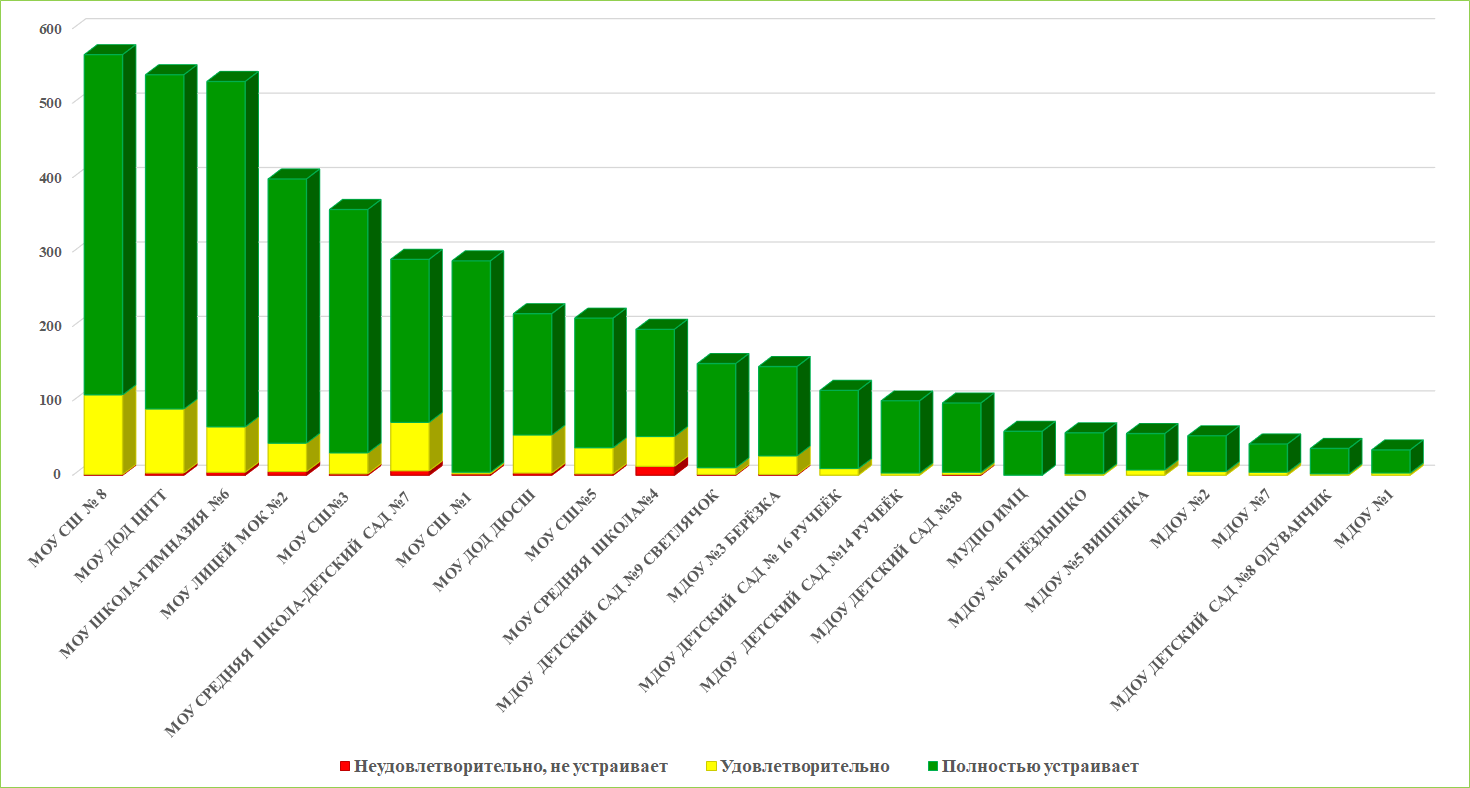 600
500
400
300
200
100
0
МОУ СШ № 8
МОУ ДОД ЦНТТ
МОУ ШКОЛА-ГИМНАЗИЯ №6
МОУ ЛИЦЕЙ МОК №2
МОУ СШ№3
МОУ СРЕДНЯЯ ШКОЛА-ДЕТСКИЙ САД №7
МОУ СШ №1
МОУ ДОД ДЮСШ
МОУ СШ№5
МОУ СРЕДНЯЯ ШКОЛА№4
МДОУ ДЕТСКИЙ САД №9 СВЕТЛЯЧОК
МДОУ №3 БЕРЁЗКА
МДОУ ДЕТСКИЙ САД № 16 РУЧЕЁК
МДОУ ДЕТСКИЙ САД №14 РУЧЕЁК
МДОУ ДЕТСКИЙ САД №38
МУДПО ИМЦ
МДОУ №6 ГНЁЗДЫШКО
МДОУ №5 ВИШЕНКА
МДОУ №2
МДОУ №7
МДОУ ДЕТСКИЙ САД №8 ОДУВАНЧИК
МДОУ №1
Неудовлетворительно, не устраивает
Удовлетворительно
Полностью устраивает